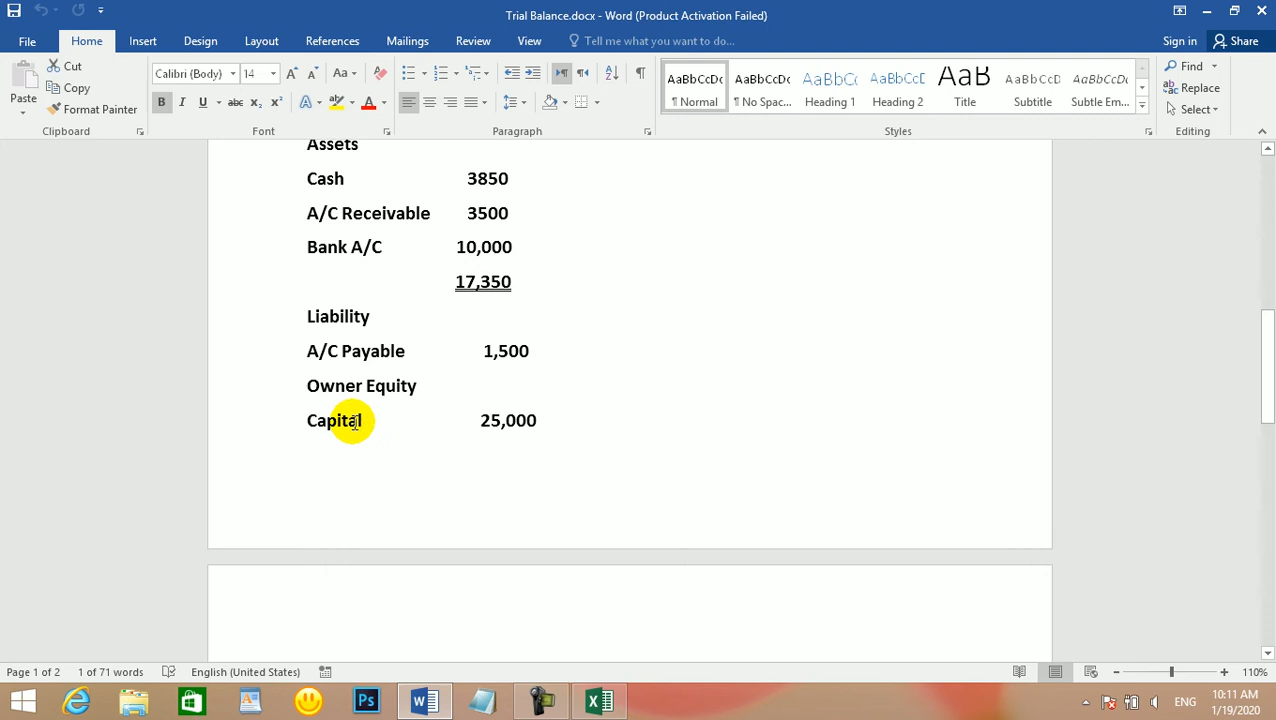 Trial Balance.docx - Word (Product Activation Failed)
File Home Insert Design Layout References Mailings Review View Tell me what you want to do... Sign in Share
Paste
Cut
Copy
Format Painter
Clipboard
Calibri (Body) 14
Font
Paragraph
AaBbCcDc AaBbCcDc AaBbCc AaBbCcD AaB AaBbCcD AaBbCcDc
¶ Normal ¶ No Spac... Heading 1 Heading 2 Title Subtitle Subtle Em...
Styles
Find
Replace
Select
Editing
Assets
Cash 3850
A/C Receivable 3500
Bank A/C 10,000
17,350
Liability
A/C Payable 1,500
Owner Equity
Capital 25,000
Page 1 of 2 1 of 71 words English (United States) 110%
ENG 10:11 AM
1/19/2020